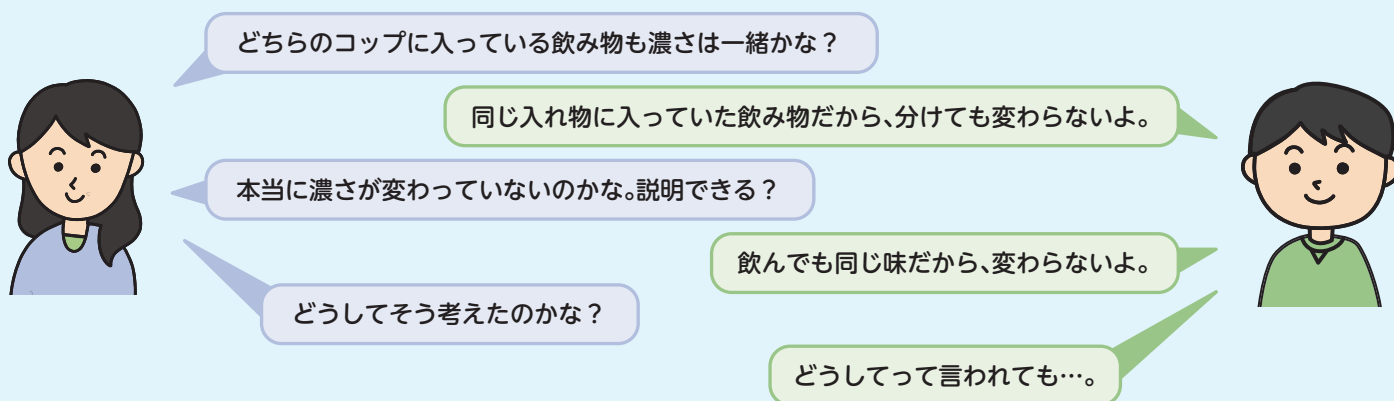 どちらのコップに入っている飲み物も濃さは一緒かな？
同じ入れ物に入っていた飲み物だから、分けても変わらないよ。
本当に濃さが変わっていないのかな。説明できる？
飲んでも同じ味だから、変わらないよ。
どうしてそう考えたのかな？
どうしてって言われても…。